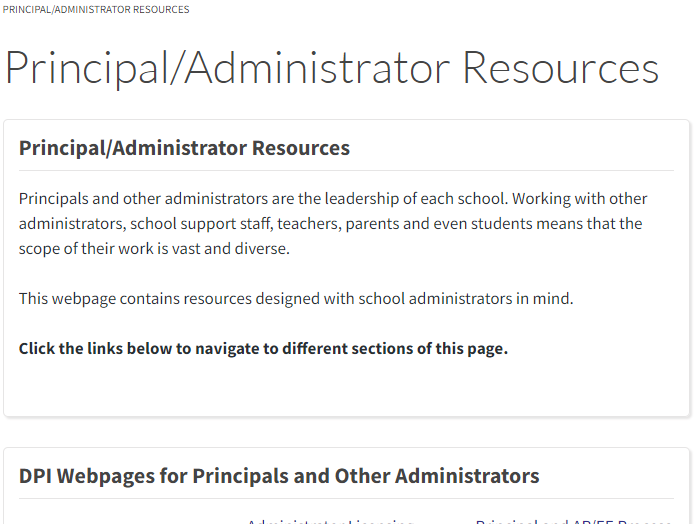 PRINCIPAL/ADMINISTRATOR RESOURCES
Principal/Administrator Resources
Principal/Administrator Resources
Principals and other administrators are the leadership of each school. Working with other
administrators, school support staff, teachers, parents and even students means that the
scope of their work is vast and diverse.
This webpage contains resources designed with school administrators in mind.
Click the links below to navigate to different sections of this page.
DPI Webpages for Principals and Other Administrators